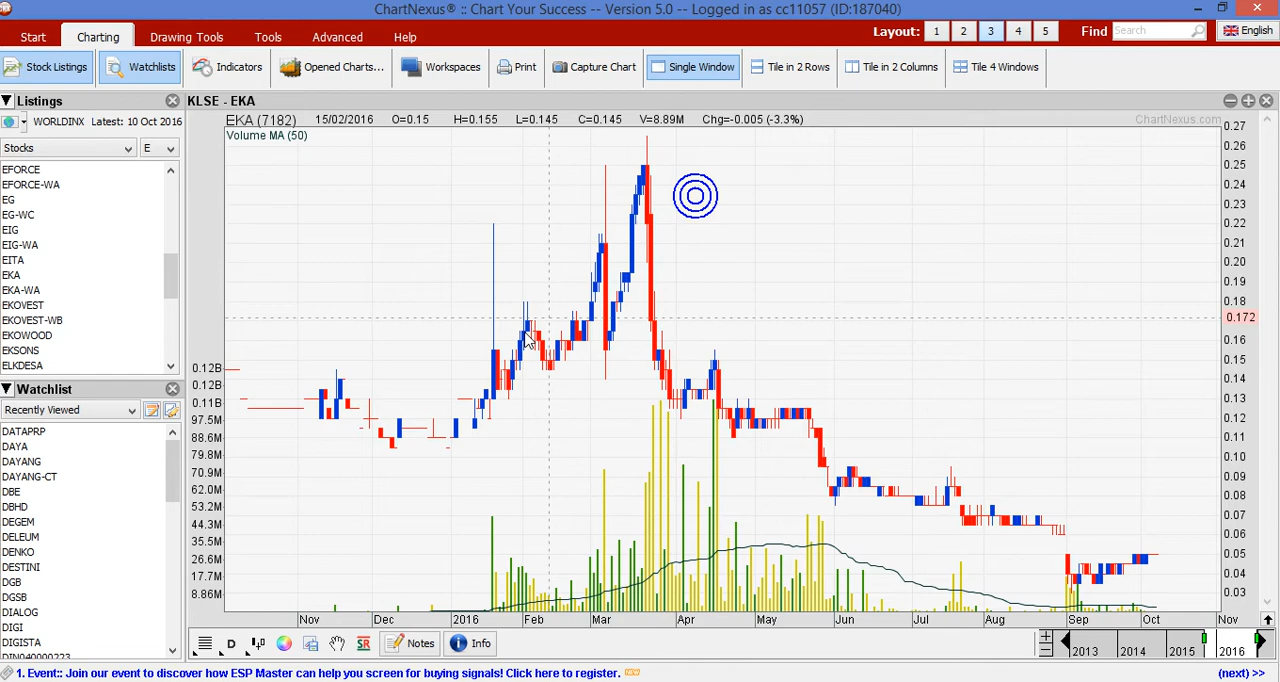 ChartNexus® :: Chart Your Success -- Version 5.0 -- Logged in as cc11057 (ID:187040)
Start Charting Drawing Tools Tools Advanced Help Layout: 1 2 3 4 5 Find Search English
Stock Listings Watchlists Indicators Opened Charts... Workspaces Print Capture Chart Single Window Tile in 2 Rows Tile in 2 Columns Tile 4 Windows
Listings
WORLDINX Latest: 10 Oct 2016
Stocks E
EFORCE
EFORCE-WA
EG
EG-WC
EIG
EIG-WA
EITA
EKA
EKA-WA
EKOVEST
EKOVEST-WB
EKOWOOD
EKSONS
ELKDESA
Watchlist
Recently Viewed
DATAPRP
DAYA
DAYANG
DAYANG-CT
DBE
DBHD
DEGEM
DELEUM
DENKO
DESTINI
DGB
DGSB
DIALOG
DIGI
DIGISTA
DIN040000223
KLSE - EKA
EKA (7182) 15/02/2016 O=0.15 H=0.155 L=0.145 C=0.145 V=8.89M Chg=-0.005 (-3.3%) ChartNexus.com
Volume MA (50)
0.27
0.26
0.25
0.24
0.23
0.22
0.21
0.20
0.19
0.18
0.172
0.16
0.15
0.14
0.13
0.12
0.11
0.10
0.09
0.08
0.07
0.06
0.05
0.04
0.03
0.12B
0.12B
0.11B
97.5M
88.6M
79.8M
70.9M
62.0M
53.2M
44.3M
35.5M
26.6M
17.7M
8.86M
Nov Dec 2016 Feb Mar Apr May Jun Jul Aug Sep Oct Nov
D SR Notes Info 2013 2014 2015 2016
1. Event:: Join our event to discover how ESP Master can help you screen for buying signals! Click here to register. NEW (next) >>